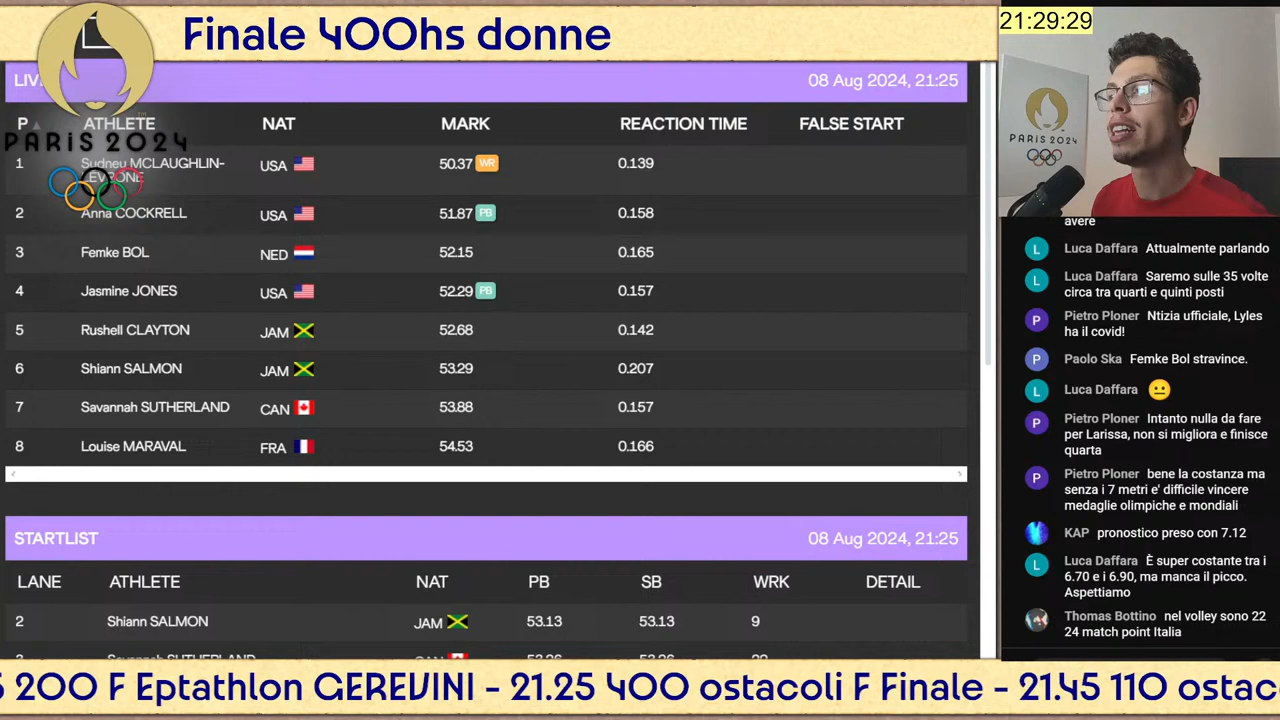 Finale 400hs donne
21:29:29
PARIS 2024
LIV
08 Aug 2024, 21:25
P ATHLETE NAT MARK REACTION TIME FALSE START
PARIS 2024
1 Sydney MCLAUGHLIN-LEVRONE USA 50.37 WR 0.139
2 Anna COCKRELL USA 51.87 PB 0.158
3 Femke BOL NED 52.15 0.165
4 Jasmine JONES USA 52.29 PB 0.157
5 Rushell CLAYTON JAM 52.68 0.142
6 Shiann SALMON JAM 53.29 0.207
7 Savannah SUTHERLAND CAN 53.88 0.157
8 Louise MARAVAL FRA 54.53 0.166
STARTLIST 08 Aug 2024, 21:25
LANE ATHLETE NAT PB SB WRK DETAIL
2 Shiann SALMON JAM 53.13 53.13 9
avere
L Luca Daffara Attualmente parlando
L Luca Daffara Saremo sulle 35 volte
circa tra quarti e quinti posti
P Pietro Ploner Ntizia ufficiale, Lyles
ha il covid!
P Paolo Ska Femke Bol stravince.
L Luca Daffara 😐
P Pietro Ploner Intanto nulla da fare
per Larissa, non si migliora e finisce
quarta
P Pietro Ploner bene la costanza ma
senza i 7 metri e' difficile vincere
medaglie olimpiche e mondiali
KAP pronostico preso con 7.12
L Luca Daffara È super costante tra i
6.70 e i 6.90, ma manca il picco.
Aspettiamo
Thomas Bottino nel volley sono 22
24 match point Italia
5 200 F Eptathlon GEREVINI - 21.25 400 ostacoli F Finale - 21.45 110 ostac